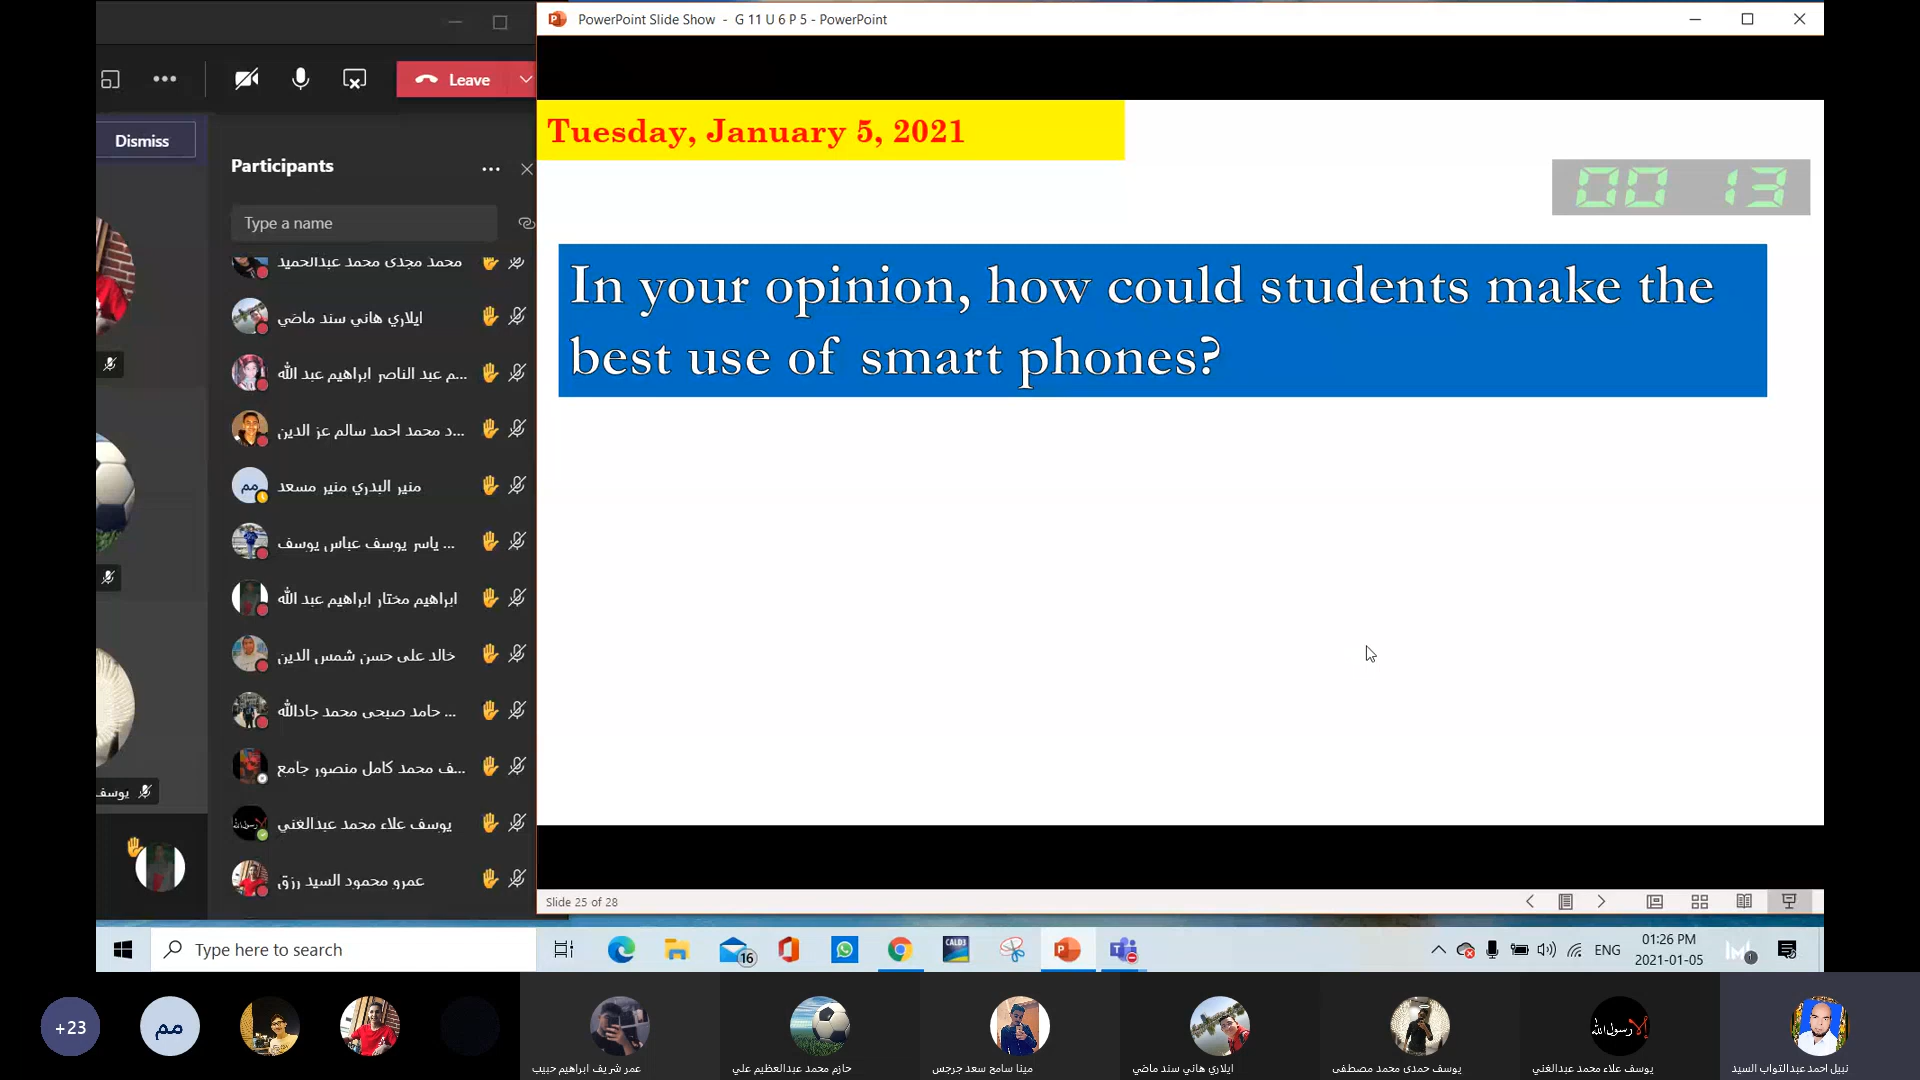 PowerPoint Slide Show - G 11 U 6 P 5 - PowerPoint
Leave
Dismiss
Participants
Type a name
محمد مجدى محمد عبدالحميد
ايلاري هاني سند ماضي
م عبد الناصر ابراهيم عبد الله...
د محمد احمد سالم عز الدين...
مم
منير البدري منير مسعد
ياسر يوسف عباس يوسف ...
ابراهيم مختار ابراهيم عبد الله
خالد على حسن شمس الدين
حامد صبحى محمد جادالله ...
ف محمد كامل منصور جامع...
يوسف علاء محمد عبدالغني
عمرو محمود السيد رزق
يوسف
Tuesday, January 5, 2021
00 13
In your opinion, how could students make the
best use of smart phones?
Slide 25 of 28
Type here to search
16
CALD3
ENG
01:26 PM
2021-01-05
+23
مم
عمر شريف ابراهيم حبيب
حازم محمد عبدالعظيم علي
مينا سامح سعد جرجس
ايلاري هاني سند ماضي
يوسف حمدى محمد مصطفى
إلا رسول الله
يوسف علاء محمد عبدالغني
نبيل احمد عبدالتواب السيد